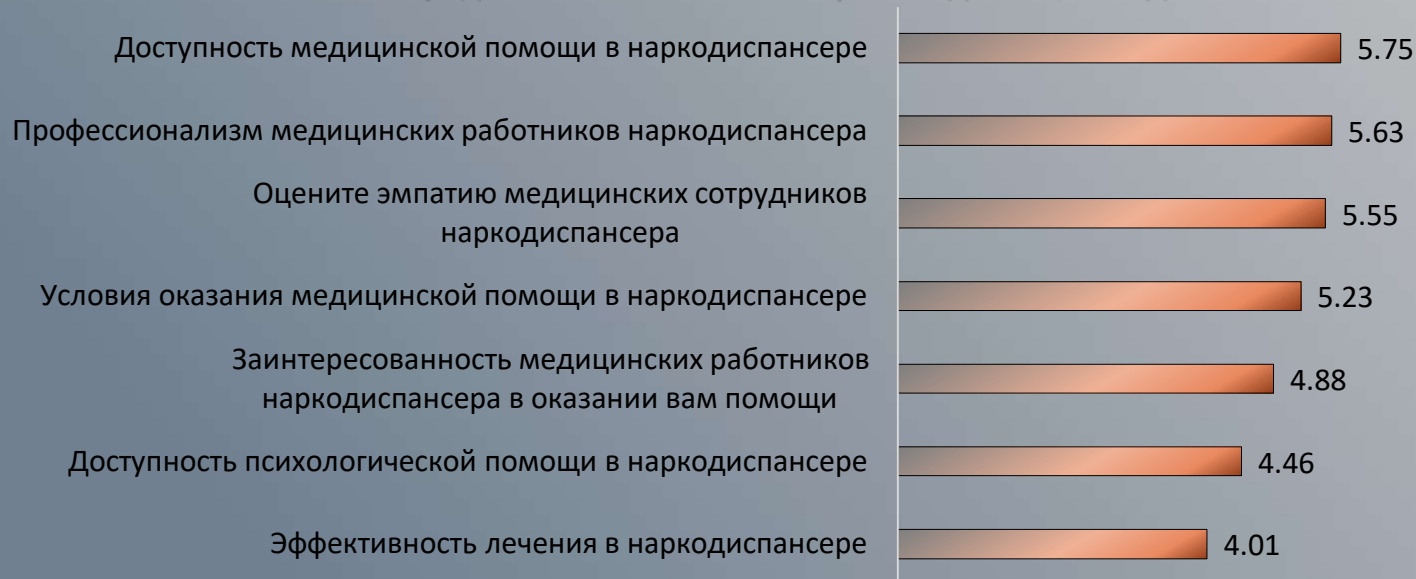 Доступность медицинской помощи в наркодиспансере 5.75
Профессионализм медицинских работников наркодиспансера 5.63
Оцените эмпатию медицинских сотрудников
наркодиспансера 5.55
Условия оказания медицинской помощи в наркодиспансере 5.23
Заинтересованность медицинских работников
наркодиспансера в оказании вам помощи 4.88
Доступность психологической помощи в наркодиспансере 4.46
Эффективность лечения в наркодиспансере 4.01